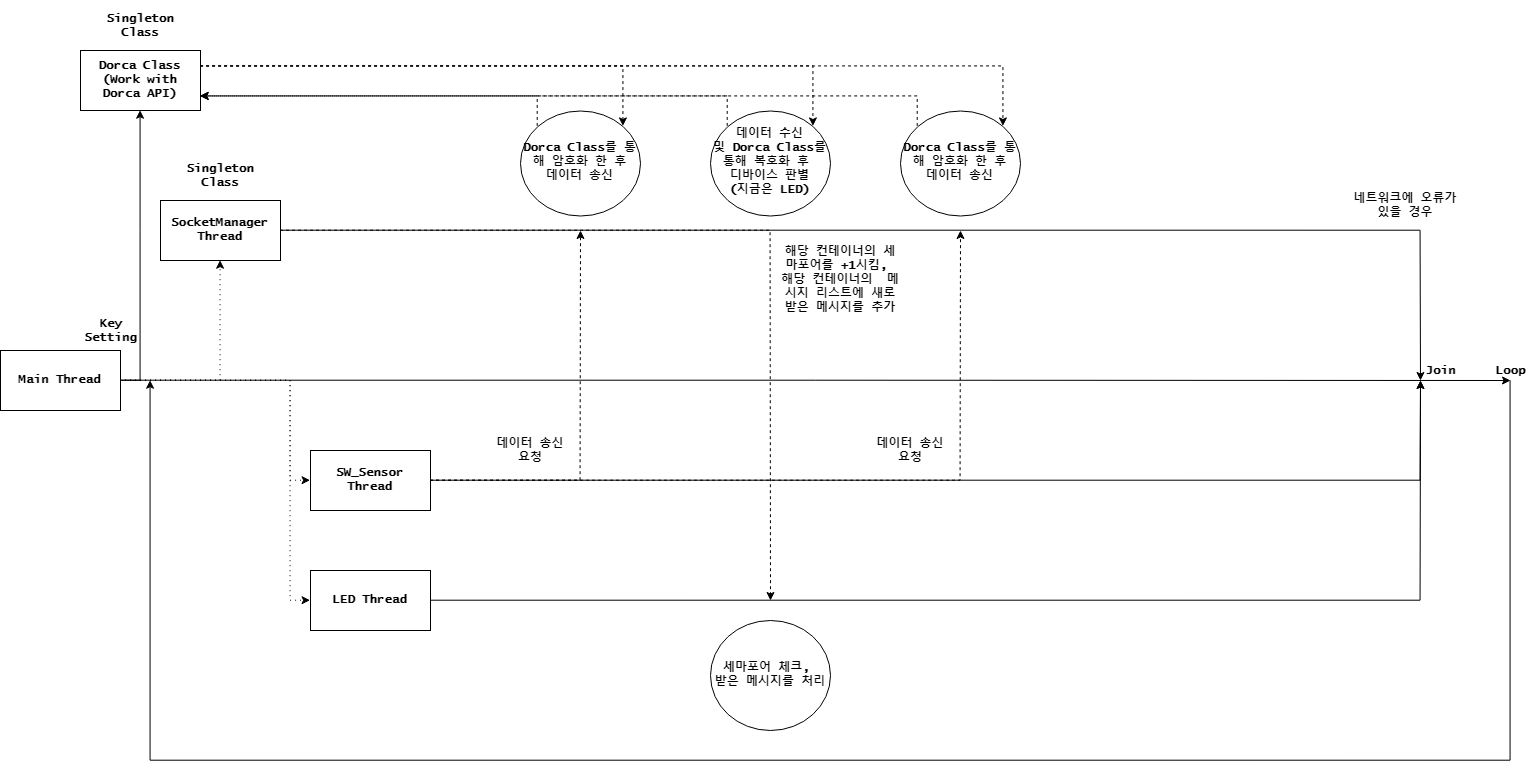 Singleton
Class
Dorca Class
(Work with
Dorca API)
Dorca Class를 통
해 암호화 한 후
데이터 송신
데이터 수신
및 Dorca Class를
통해 복호화 후
디바이스 판별
(지금은 LED)
Dorca Class를 통
해 암호화 한 후
데이터 송신
Singleton
Class
SocketManager
Thread
네트워크에 오류가
있을 경우
해당 컨테이너의 세
마포어를 +1시킴,
해당 컨테이너의 메
시지 리스트에 새로
받은 메시지를 추가
Key
Setting
Main Thread
Join
Loop
데이터 송신
요청
데이터 송신
요청
SW_Sensor
Thread
LED Thread
세마포어 체크,
받은 메시지를 처리